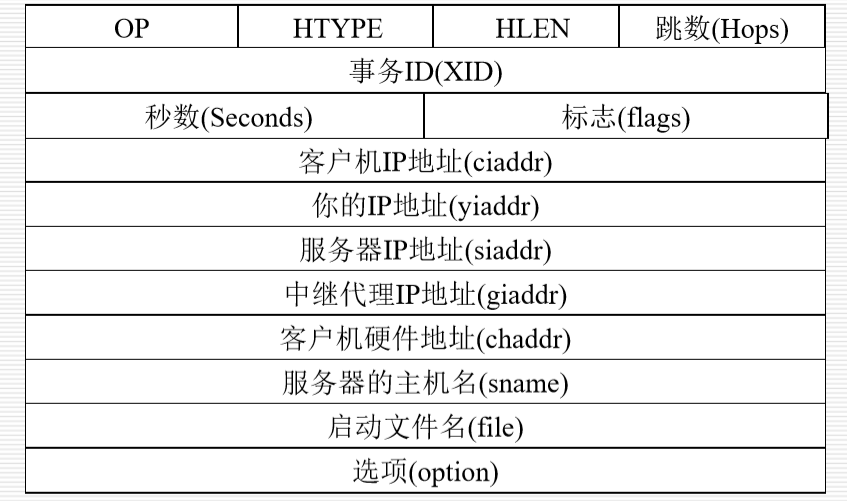 OP HTYPE HLEN 跳数(Hops)
事务ID(XID)
秒数(Seconds) 标志(flags)
客户机IP地址(ciaddr)
你的IP地址(yiaddr)
服务器IP地址(siaddr)
中继代理IP地址(giaddr)
客户机硬件地址(chaddr)
服务器的主机名(sname)
启动文件名(file)
选项(option)